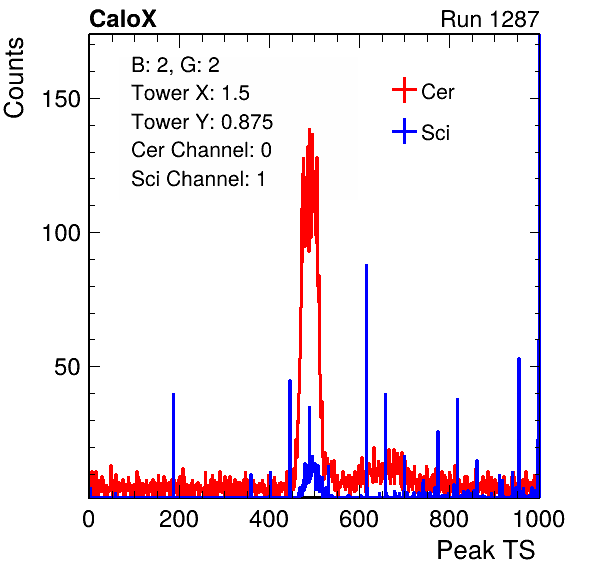 CaloX Run 1287
Counts
B: 2, G: 2
Tower X: 1.5
Tower Y: 0.875
Cer Channel: 0
Sci Channel: 1
Cer
Sci
150
100
50
0 200 400 600 800 1000
Peak TS